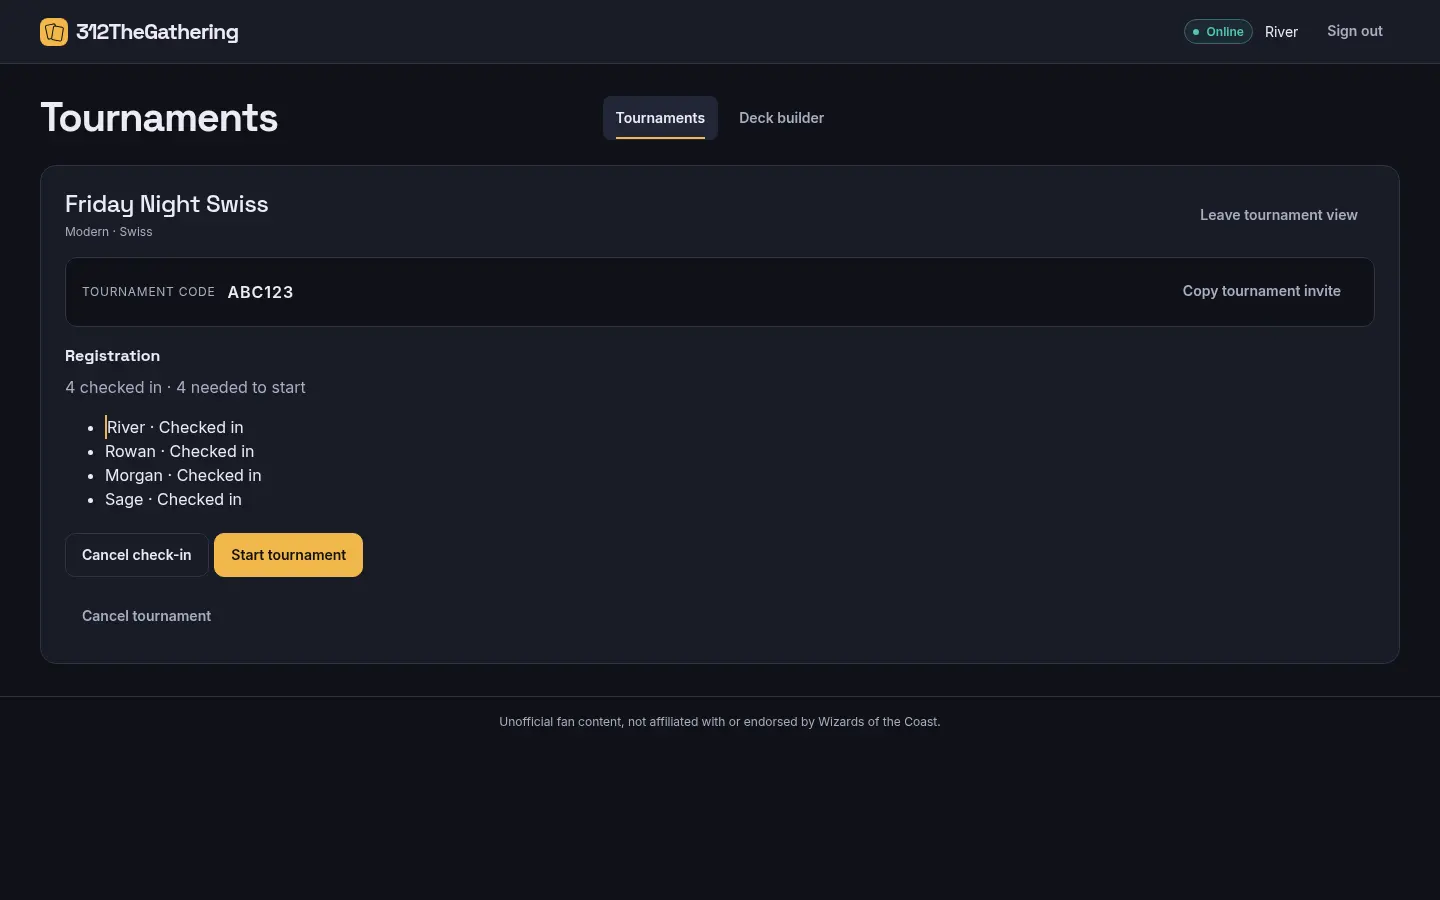 312TheGathering
Online
River
Sign out
Tournaments
Tournaments
Deck builder
Friday Night Swiss
Modern · Swiss
Leave tournament view
TOURNAMENT CODE ABC123
Copy tournament invite
Registration
4 checked in · 4 needed to start
River · Checked in
Rowan · Checked in
Morgan · Checked in
Sage · Checked in
Cancel check-in
Start tournament
Cancel tournament
Unofficial fan content, not affiliated with or endorsed by Wizards of the Coast.